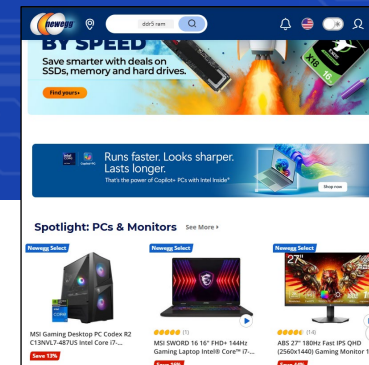 newegg
ddr5 ram
BY SPEED
Save smarter with deals on
SSDs, memory and hard drives.
Find yours
X18
16
Runs faster. Looks sharper.
Lasts longer.
That's the power of Copilot+ PCs with Intel Inside®
Shop now
Spotlight: PCs & Monitors See More
Newegg Select
Newegg Select
Newegg Select
27"
MSI Gaming Desktop PC Codex R2
C13NVL7-487US Intel Core i7-...
Save 13%
(1)
MSI SWORD 16 16" FHD+ 144Hz
Gaming Laptop Intel® Core™ i7-...
(14)
ABS 27" 180Hz Fast IPS QHD
(2560x1440) Gaming Monitor 1